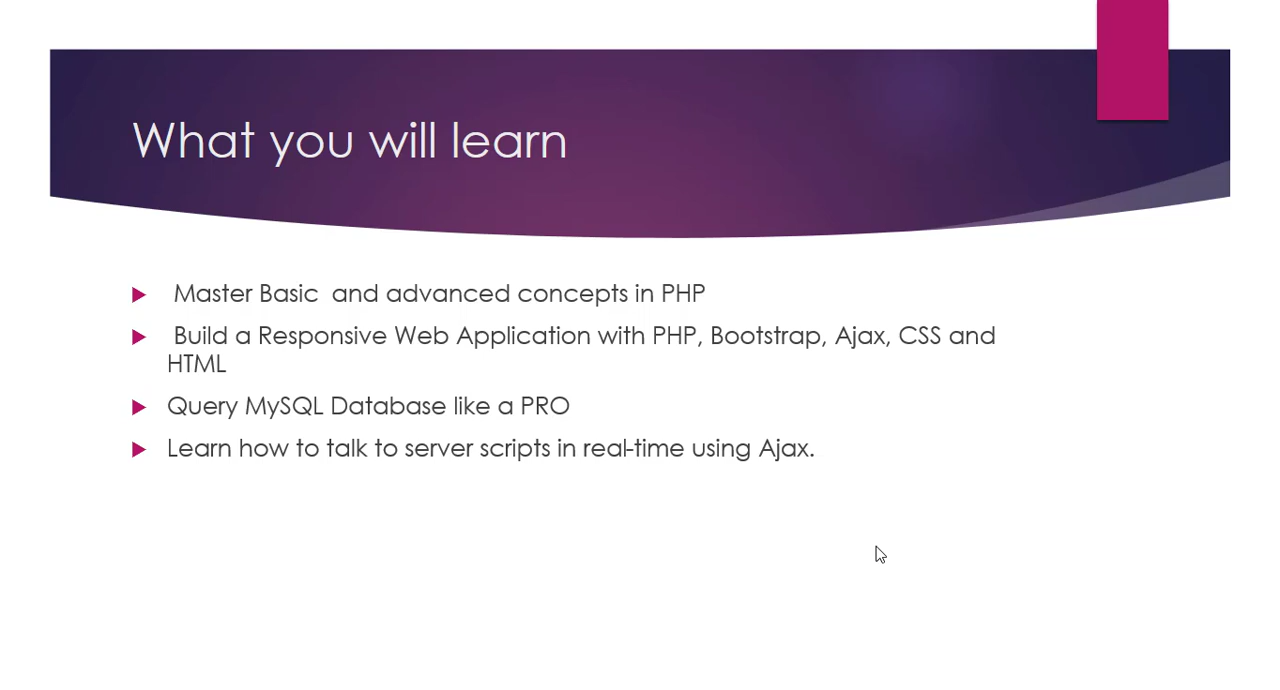 What you will learn
Master Basic  and advanced concepts in PHP
Build a Responsive Web Application with PHP, Bootstrap, Ajax, CSS and
HTML
Query MySQL Database like a PRO
Learn how to talk to server scripts in real-time using Ajax.